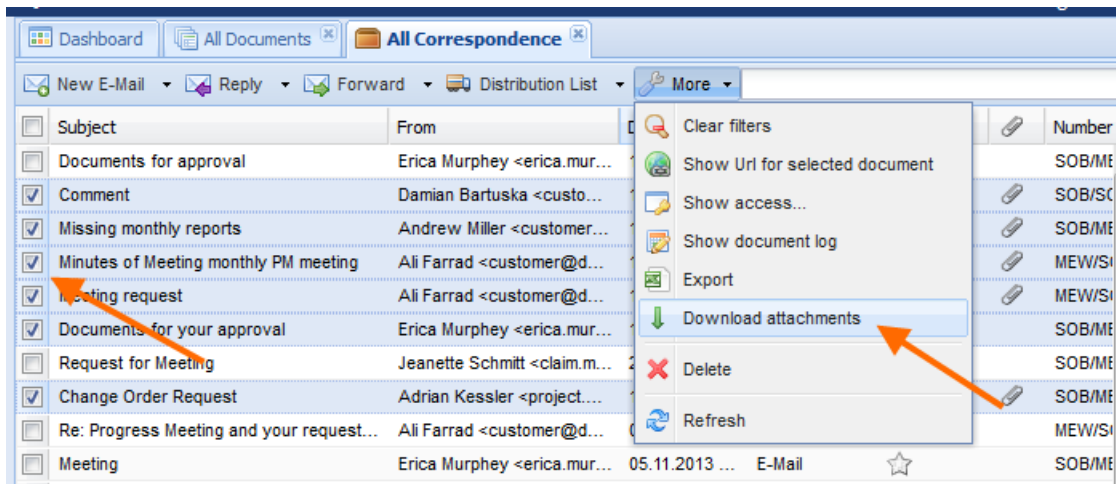 Dashboard All Documents All Correspondence
New E-Mail Reply Forward Distribution List More
Subject From Number
Documents for approval Erica Murphey <erica.mur... SOB/ME
Comment Damian Bartuska <custo... SOB/SO
Missing monthly reports Andrew Miller <customer... SOB/ME
Minutes of Meeting monthly PM meeting Ali Farrad <customer@d... MEW/S
Meeting request Ali Farrad <customer@d... MEW/S
Documents for your approval Erica Murphey <erica.mur... SOB/ME
Request for Meeting Jeanette Schmitt <claim.m... SOB/ME
Change Order Request Adrian Kessler <project.... SOB/ME
Re: Progress Meeting and your request... Ali Farrad <customer@d... MEW/S
Meeting Erica Murphey <erica.mur... 05.11.2013 ... E-Mail SOB/ME
Clear filters
Show Url for selected document
Show access...
Show document log
Export
Download attachments
Delete
Refresh